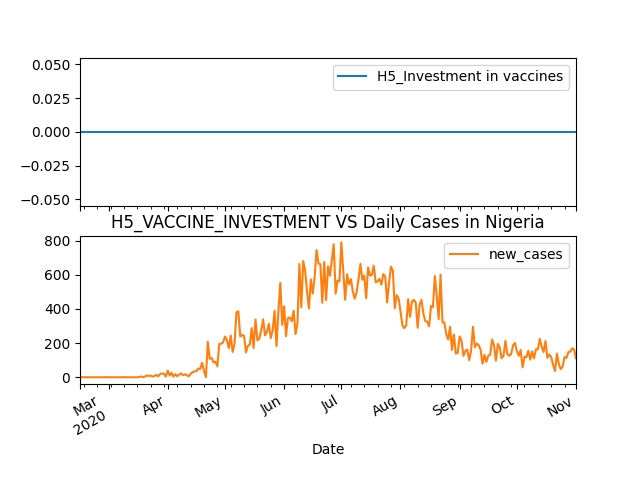 0.050
0.025
0.000
−0.025
−0.050
H5_Investment in vaccines
H5_VACCINE_INVESTMENT VS Daily Cases in Nigeria
800
600
400
200
0
new_cases
Mar
2020
Apr
May
Jun
Jul
Aug
Sep
Oct
Nov
Date